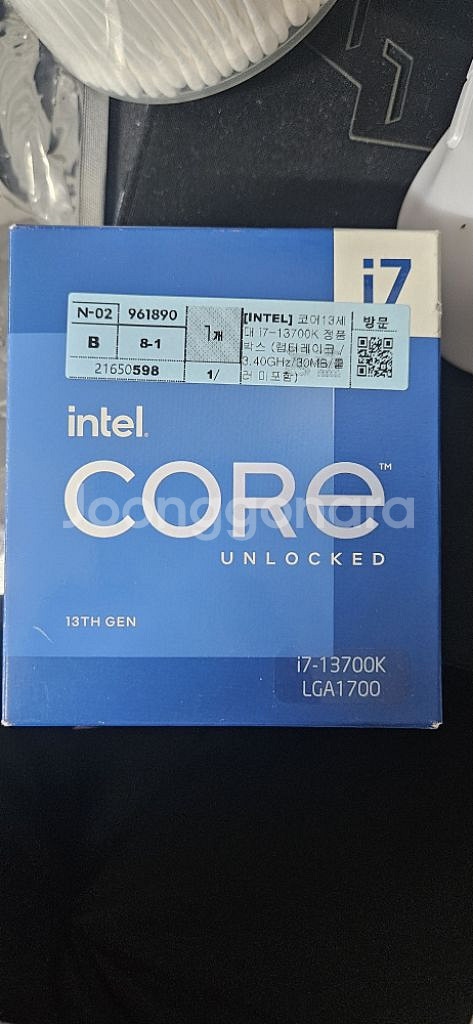 i7
N-02 961890
B 8-1
21650598
1개
1/
[INTEL] 코어13세
대 i7-13700K 정품
박스 (랩터레이크 /
3.40GHz/30MB/쿨
러 미포함)
방문
intel.
CORE™
Joonggonara
UNLOCKED
13TH GEN
i7-13700K
LGA1700